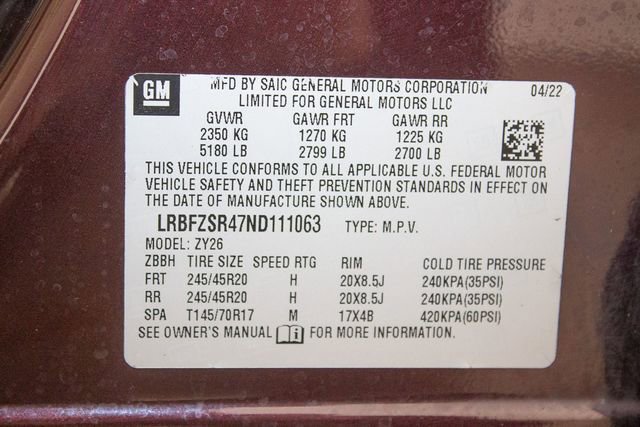 GM
MFD BY SAIC GENERAL MOTORS CORPORATION 04/22
LIMITED FOR GENERAL MOTORS LLC
GVWR GAWR FRT GAWR RR
2350 KG 1270 KG 1225 KG
5180 LB 2799 LB 2700 LB
THIS VEHICLE CONFORMS TO ALL APPLICABLE U.S. FEDERAL MOTOR
VEHICLE SAFETY AND THEFT PREVENTION STANDARDS IN EFFECT ON
THE DATE OF MANUFACTURE SHOWN ABOVE.
LRBFZSR47ND111063 TYPE: M.P.V.
MODEL: ZY26
ZBBH TIRE SIZE SPEED RTG RIM COLD TIRE PRESSURE
FRT 245/45R20 H 20X8.5J 240KPA(35PSI)
RR 245/45R20 H 20X8.5J 240KPA(35PSI)
SPA T145/70R17 M 17X4B 420KPA(60PSI)
SEE OWNER'S MANUAL i FOR MORE INFORMATION.